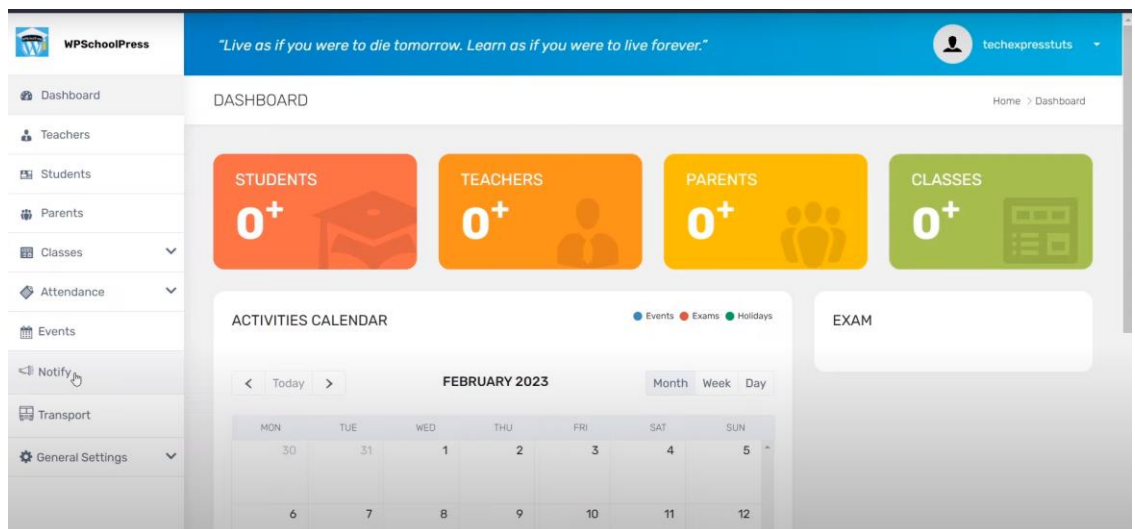 WPSchoolPress
"Live as if you were to die tomorrow. Learn as if you were to live forever."
techexpresstuts
Dashboard
Teachers
Students
Parents
Classes
Attendance
Events
Notify
Transport
General Settings
DASHBOARD
Home > Dashboard
STUDENTS
0+
TEACHERS
0+
PARENTS
0+
CLASSES
0+
ACTIVITIES CALENDAR
Events Exams Holidays
< Today >
FEBRUARY 2023
Month Week Day
MON TUE WED THU FRI SAT SUN
30 31 1 2 3 4 5
6 7 8 9 10 11 12
EXAM